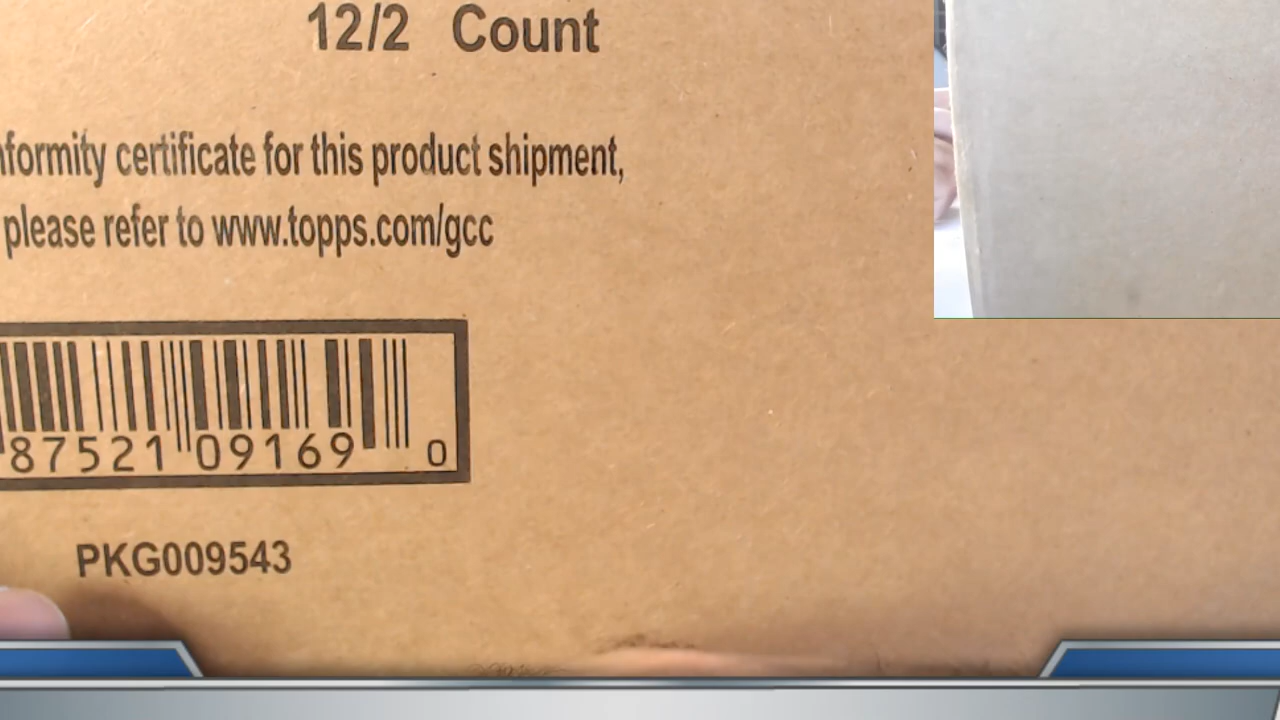 12/2 Count
nformity certificate for this product shipment,
please refer to www.topps.com/gcc
87521 09169 0
PKG009543